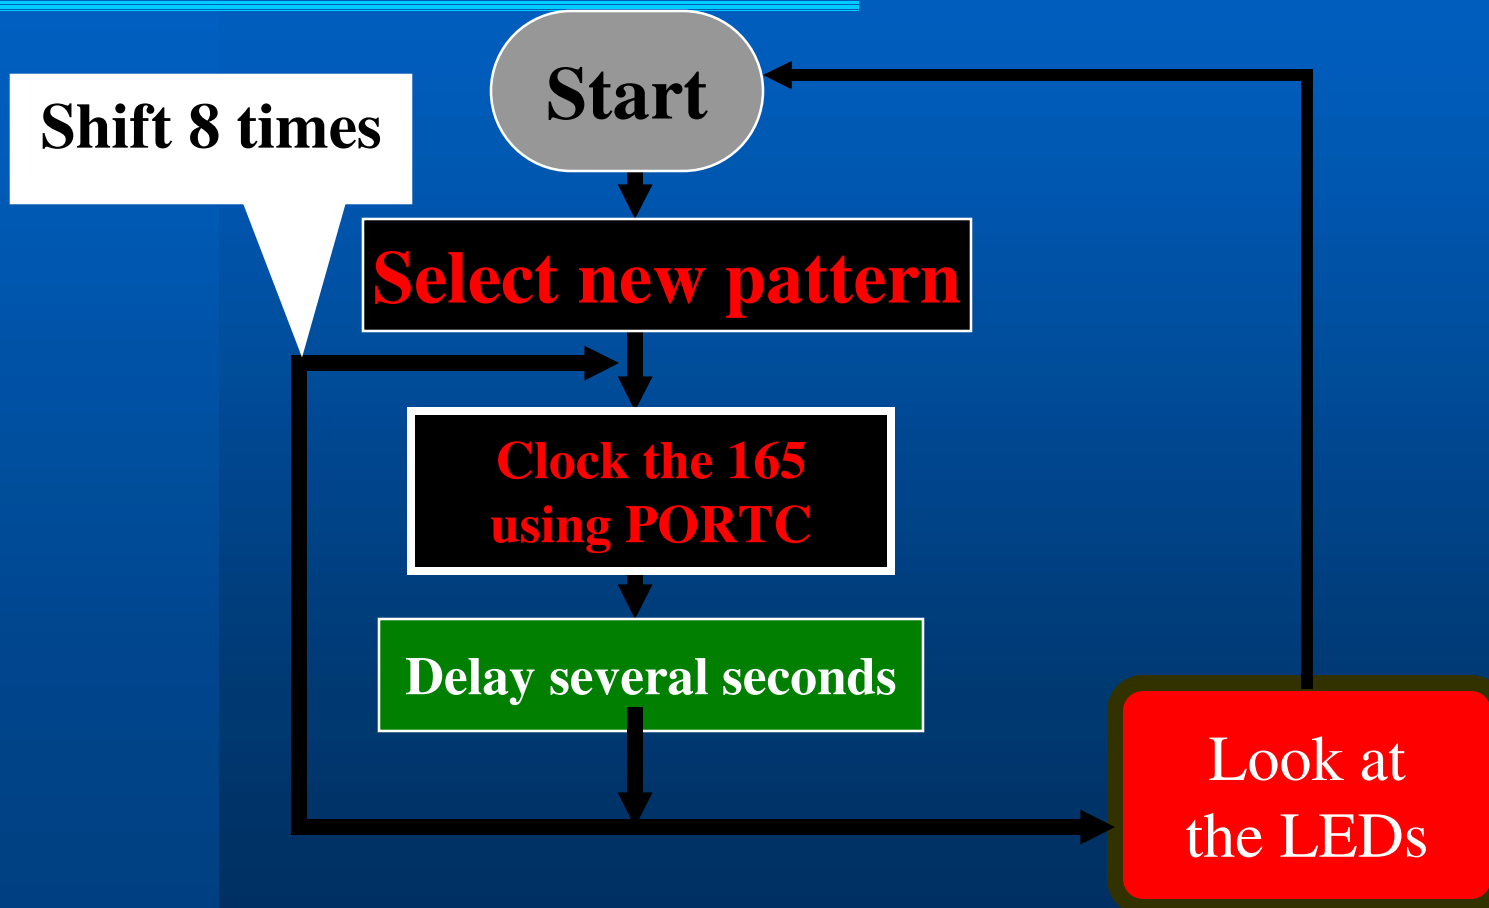 Start
Shift 8 times
Select new pattern
Clock the 165
using PORTC
Delay several seconds
Look at
the LEDs